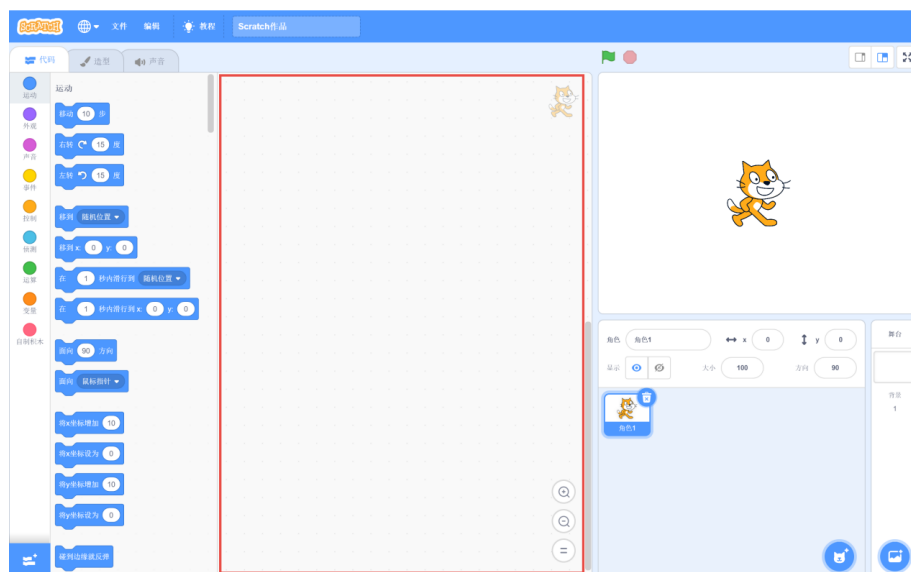 SCRATCH 文件 编辑 教程 Scratch作品
代码 造型 声音
运动
外观
声音
事件
控制
侦测
运算
变量
自制积木
运动
移动 10 步
右转 15 度
左转 15 度
移到 随机位置
移到 x: 0 y: 0
在 1 秒内滑行到 随机位置
在 1 秒内滑行到 x: 0 y: 0
面向 90 方向
面向 鼠标指针
将x坐标增加 10
将x坐标设为 0
将y坐标增加 10
将y坐标设为 0
碰到边缘就反弹
角色 角色1 x 0 y 0
显示 大小 100 方向 90
角色1
舞台
背景
1